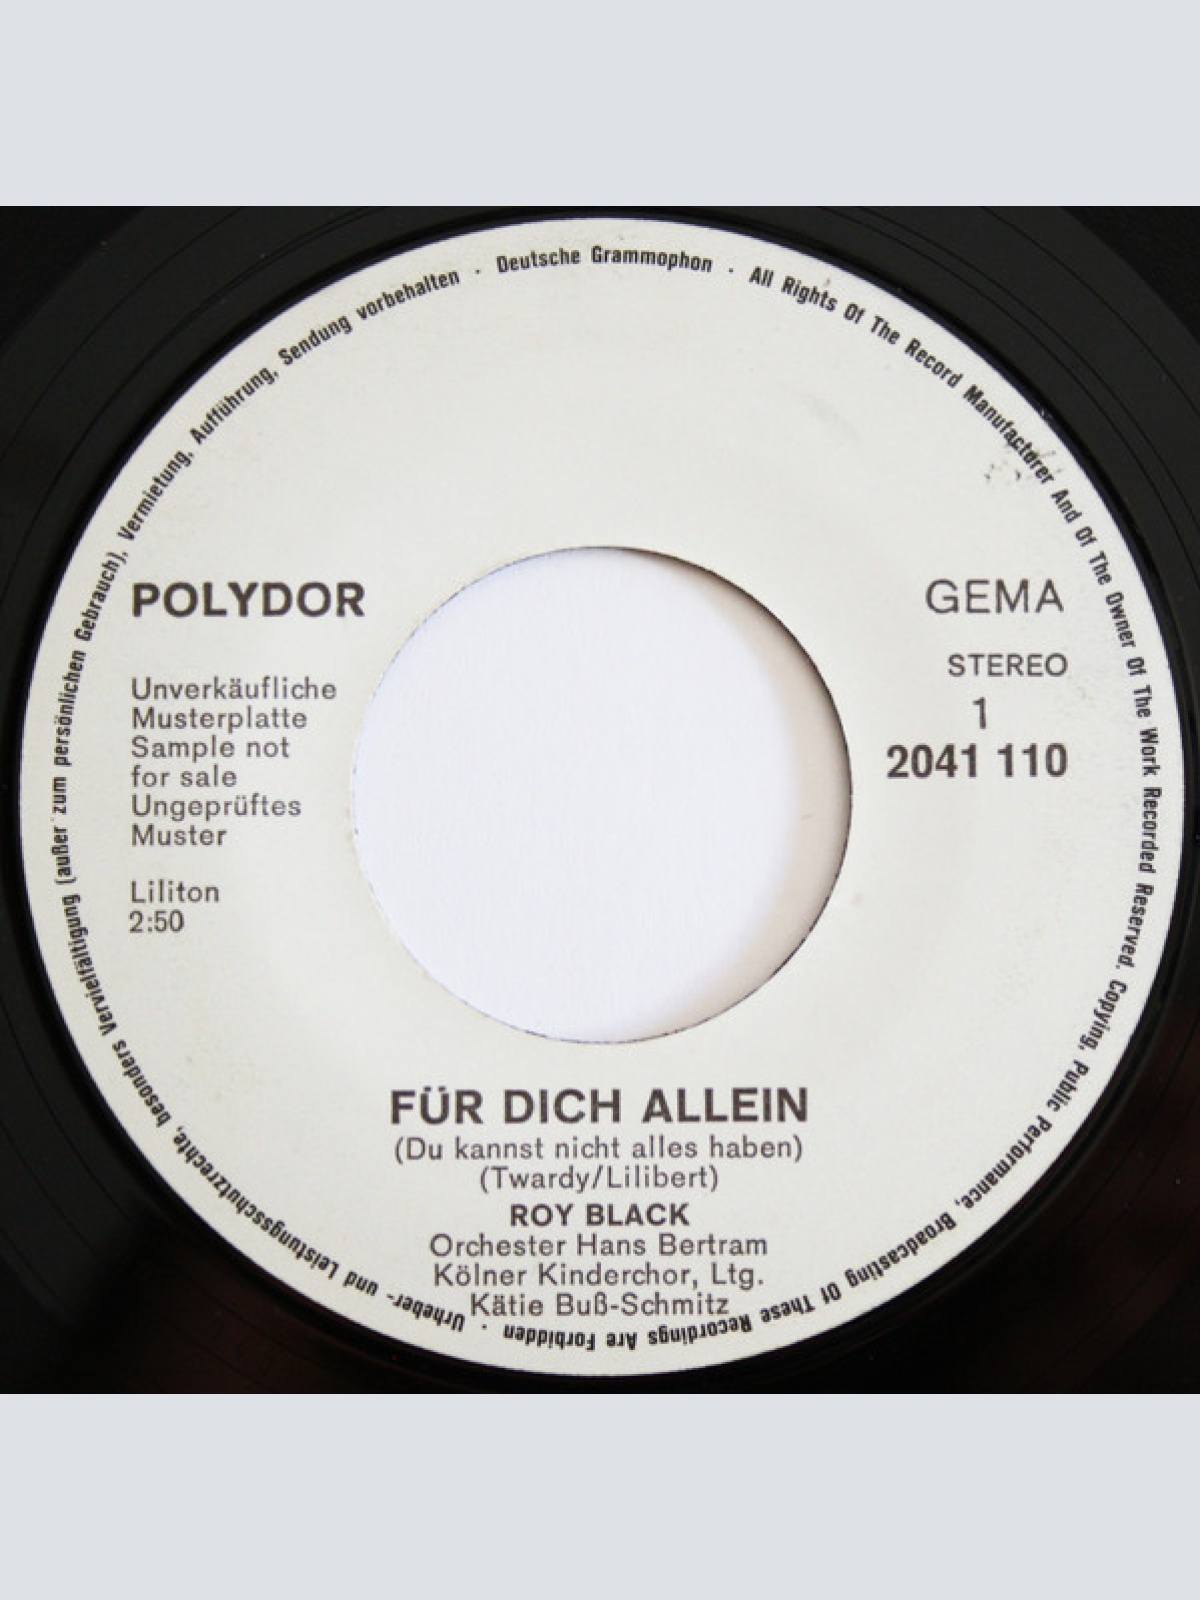 Deutsche Grammophon · All Rights Of The Record Manufacturer And Of The Owner Of The Work Recorded Reserved. Copying, Public Performance, Broadcasting Of These Recordings Are Forbidden · Urheber- und Leistungsschutzrechte, besonders Vervielfältigung (außer zum persönlichen Gebrauch), Vermietung, Aufführung, Sendung vorbehalten ·
POLYDOR
Unverkäufliche
Musterplatte
Sample not
for sale
Ungeprüftes
Muster
Liliton
2:50
GEMA
STEREO
1
2041 110
FÜR DICH ALLEIN
(Du kannst nicht alles haben)
(Twardy/Lilibert)
ROY BLACK
Orchester Hans Bertram
Kölner Kinderchor, Ltg.
Kätie Buß-Schmitz